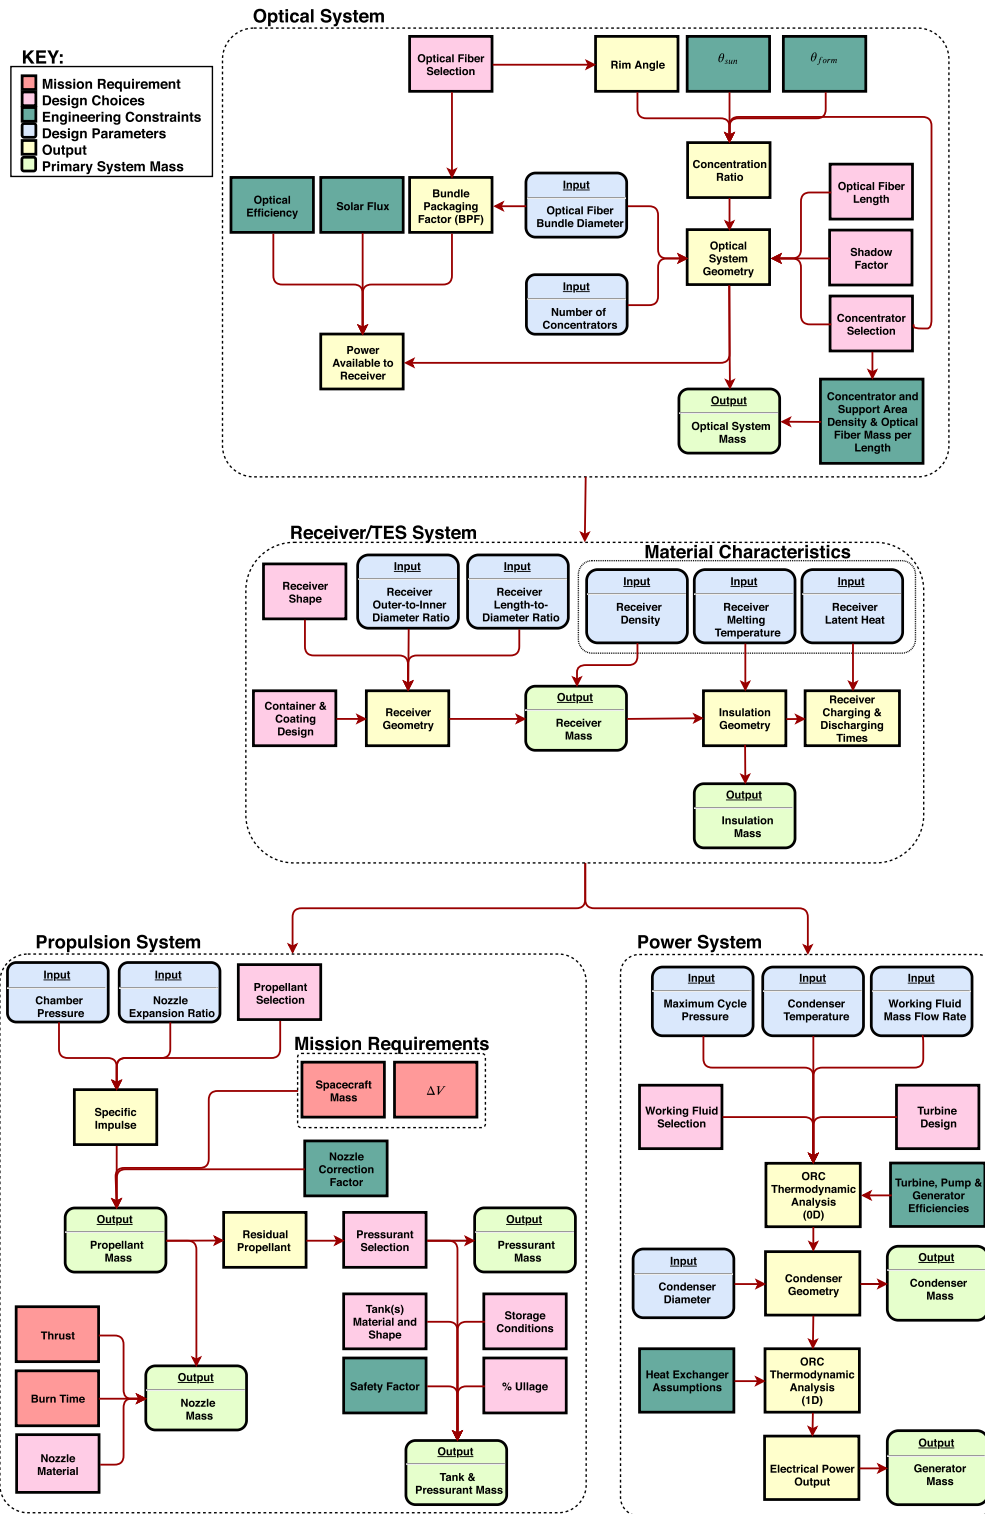 Optical System
KEY:
Mission Requirement
Design Choices
Engineering Constraints
Design Parameters
Output
Primary System Mass
Optical Fiber
Selection
Rim Angle
θsun
θform
Concentration
Ratio
Optical
Efficiency
Solar Flux
Bundle
Packaging
Factor (BPF)
Input
Optical Fiber
Bundle Diameter
Optical Fiber
Length
Optical
System
Geometry
Shadow
Factor
Input
Number of
Concentrators
Concentrator
Selection
Power
Available to
Receiver
Output
Optical System
Mass
Concentrator and
Support Area
Density & Optical
Fiber Mass per
Length
Receiver/TES System
Material Characteristics
Receiver
Shape
Input
Receiver
Outer-to-Inner
Diameter Ratio
Input
Receiver
Length-to-
Diameter Ratio
Input
Receiver
Density
Input
Receiver
Melting
Temperature
Input
Receiver
Latent Heat
Container &
Coating
Design
Receiver
Geometry
Output
Receiver
Mass
Insulation
Geometry
Receiver
Charging &
Discharging
Times
Output
Insulation
Mass
Propulsion System
Input
Chamber
Pressure
Input
Nozzle
Expansion Ratio
Propellant
Selection
Mission Requirements
Spacecraft
Mass
ΔV
Specific
Impulse
Nozzle
Correction
Factor
Output
Propellant
Mass
Residual
Propellant
Pressurant
Selection
Output
Pressurant
Mass
Thrust
Tank(s)
Material and
Shape
Storage
Conditions
Burn Time
Output
Nozzle
Mass
Safety Factor
% Ullage
Nozzle
Material
Output
Tank &
Pressurant Mass
Power System
Input
Maximum Cycle
Pressure
Input
Condenser
Temperature
Input
Working Fluid
Mass Flow Rate
Working Fluid
Selection
Turbine
Design
ORC
Thermodynamic
Analysis
(0D)
Turbine, Pump &
Generator
Efficiencies
Input
Condenser
Diameter
Condenser
Geometry
Output
Condenser
Mass
Heat Exchanger
Assumptions
ORC
Thermodynamic
Analysis
(1D)
Electrical Power
Output
Output
Generator
Mass